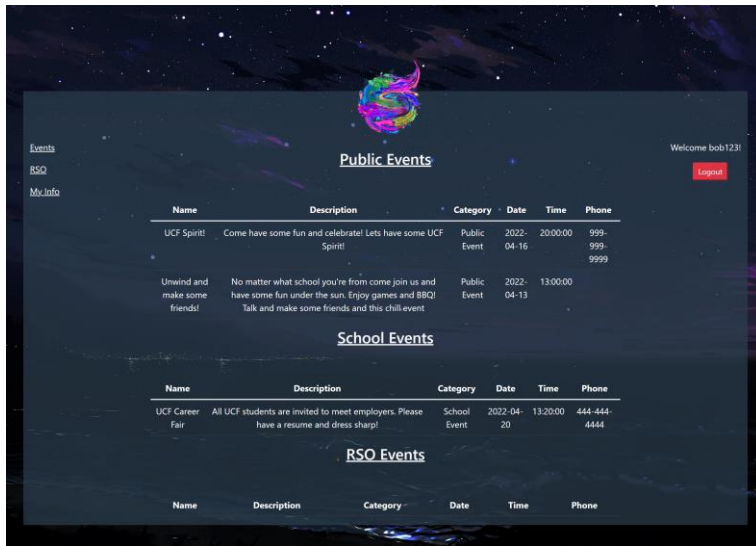 Events
RSO
My Info
Welcome bob123!
Logout
Public Events
Name Description Category Date Time Phone
UCF Spirit! Come have some fun and celebrate! Lets have some UCF Public 2022- 20:00:00 999-
Spirit! Event 04-16 999-
9999
Unwind and No matter what school you're from come join us and Public 2022- 13:00:00
make some have some fun under the sun. Enjoy games and BBQ! Event 04-13
friends! Talk and make some friends and this chill event
School Events
Name Description Category Date Time Phone
UCF Career All UCF students are invited to meet employers. Please School 2022-04- 13:20:00 444-444-
Fair have a resume and dress sharp! Event 20 4444
RSO Events
Name Description Category Date Time Phone